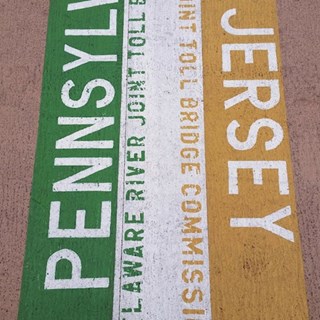 PENNSYLV
LAWARE RIVER JOINT TOLL B
INT TOLL BRIDGE COMMISSI
JERSEY